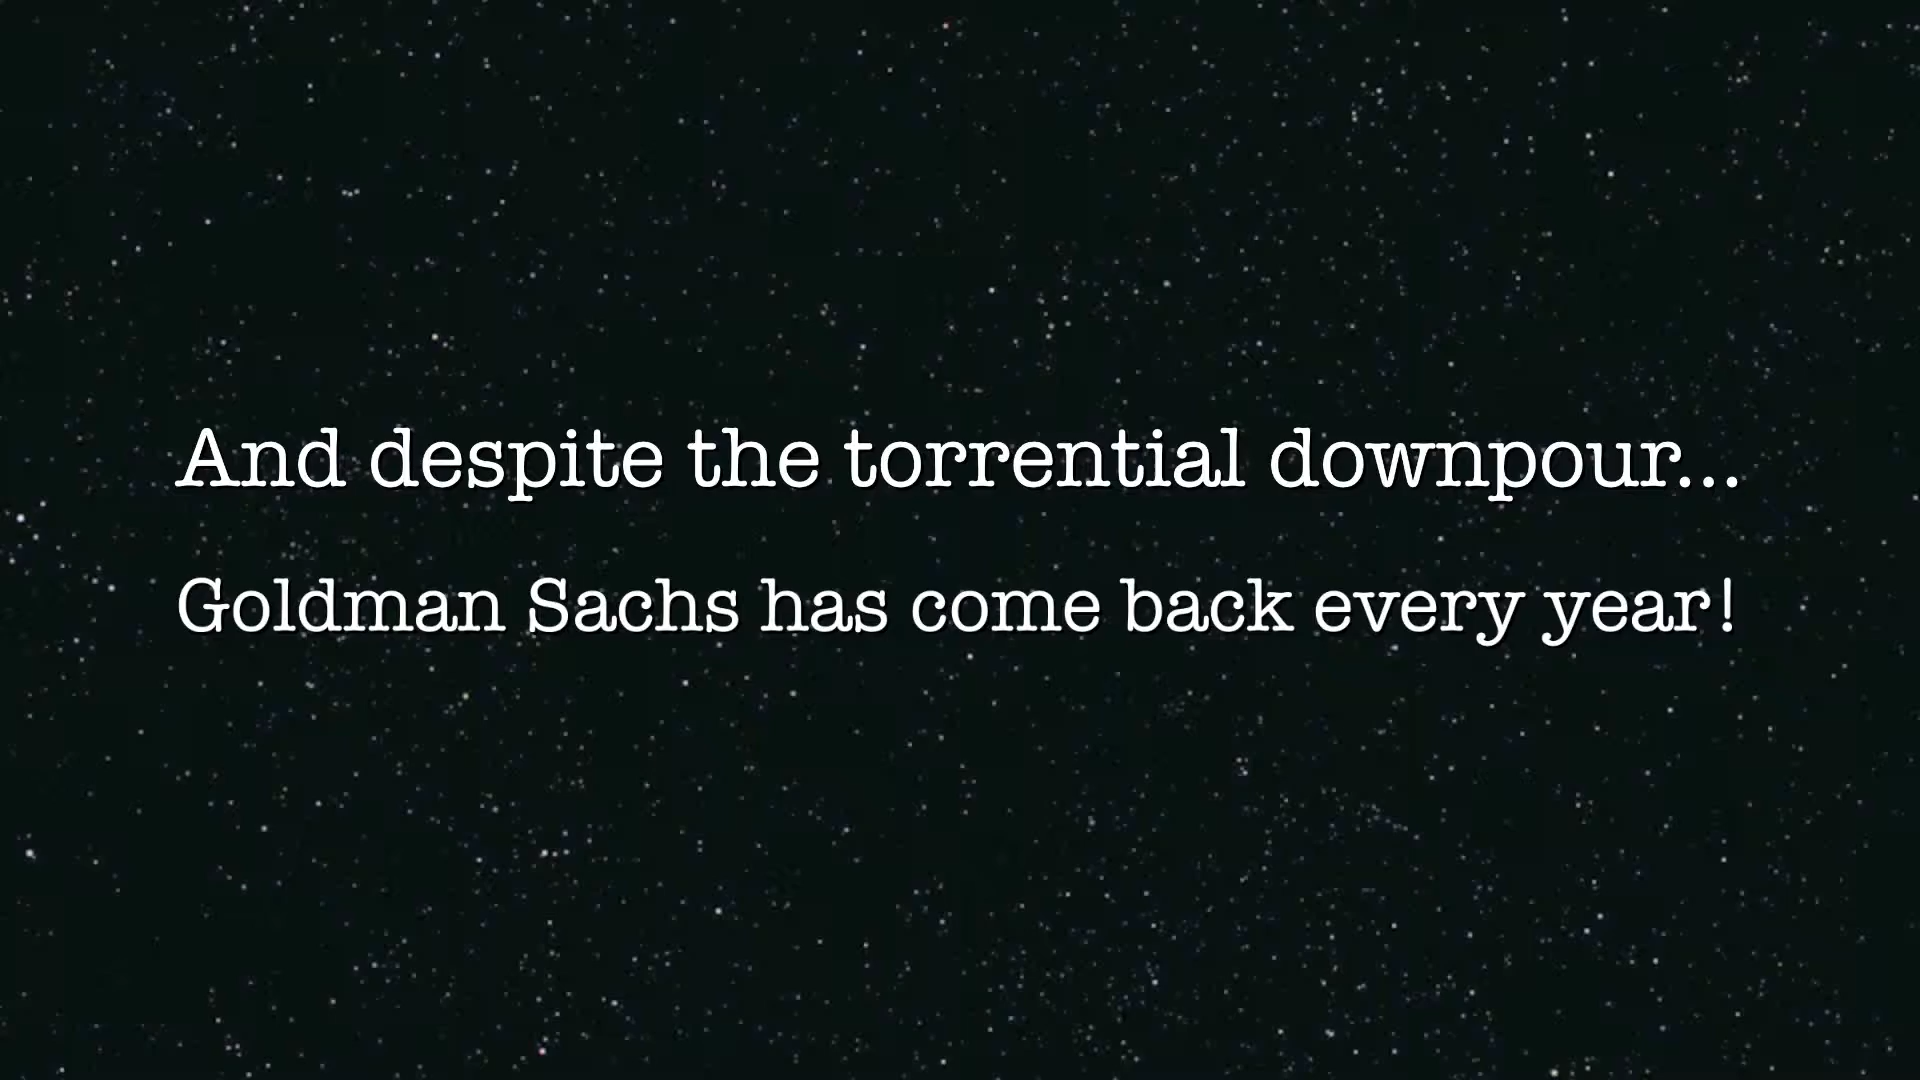 And despite the torrential downpour...
Goldman Sachs has come back every year!